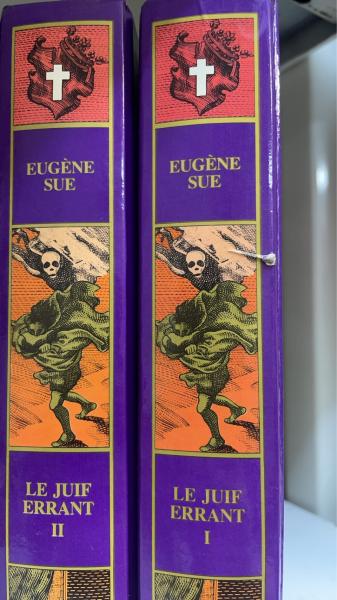 EUGÈNE
SUE
LE JUIF
ERRANT
II
EUGÈNE
SUE
LE JUIF
ERRANT
I